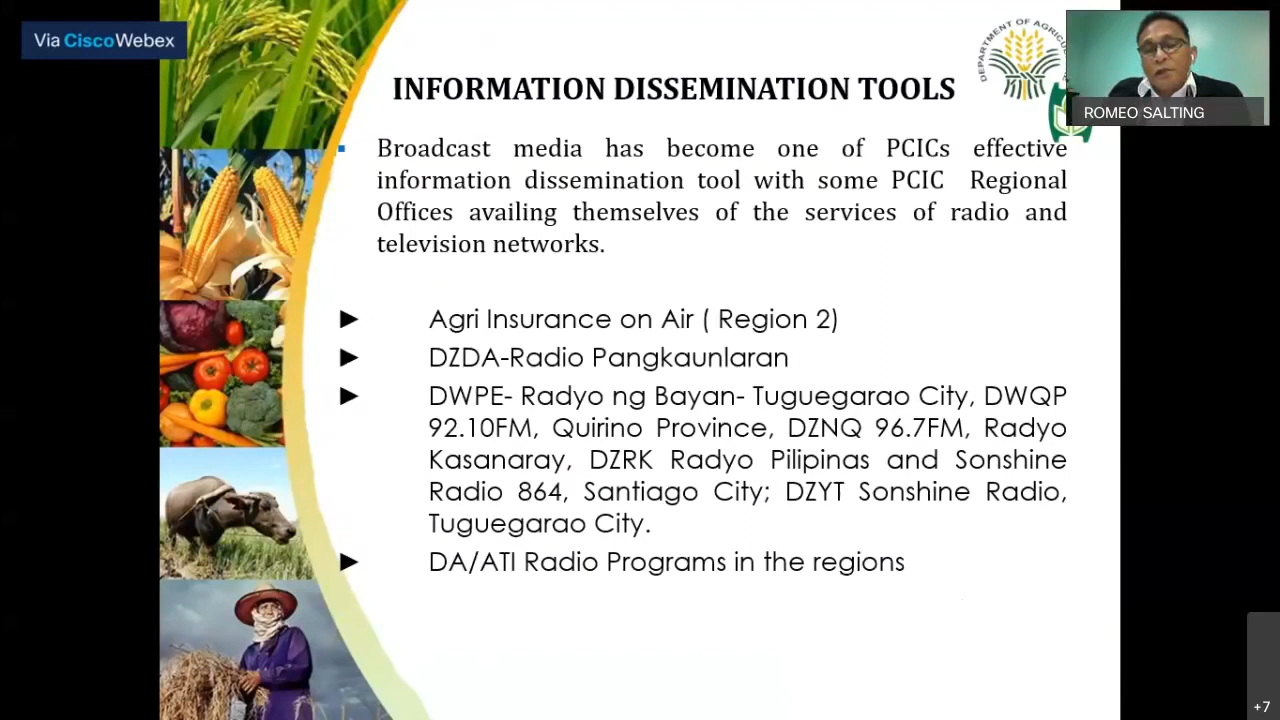 Via CiscoWebex
INFORMATION DISSEMINATION TOOLS
DEPARTMENT OF
ROMEO SALTING
Broadcast media has become one of PCICs effective
information dissemination tool with some PCIC Regional
Offices availing themselves of the services of radio and
television networks.
► Agri Insurance on Air ( Region 2)
► DZDA-Radio Pangkaunlaran
► DWPE- Radyo ng Bayan- Tuguegarao City, DWQP
92.10FM, Quirino Province, DZNQ 96.7FM, Radyo
Kasanaray, DZRK Radyo Pilipinas and Sonshine
Radio 864, Santiago City; DZYT Sonshine Radio,
Tuguegarao City.
► DA/ATI Radio Programs in the regions
+7